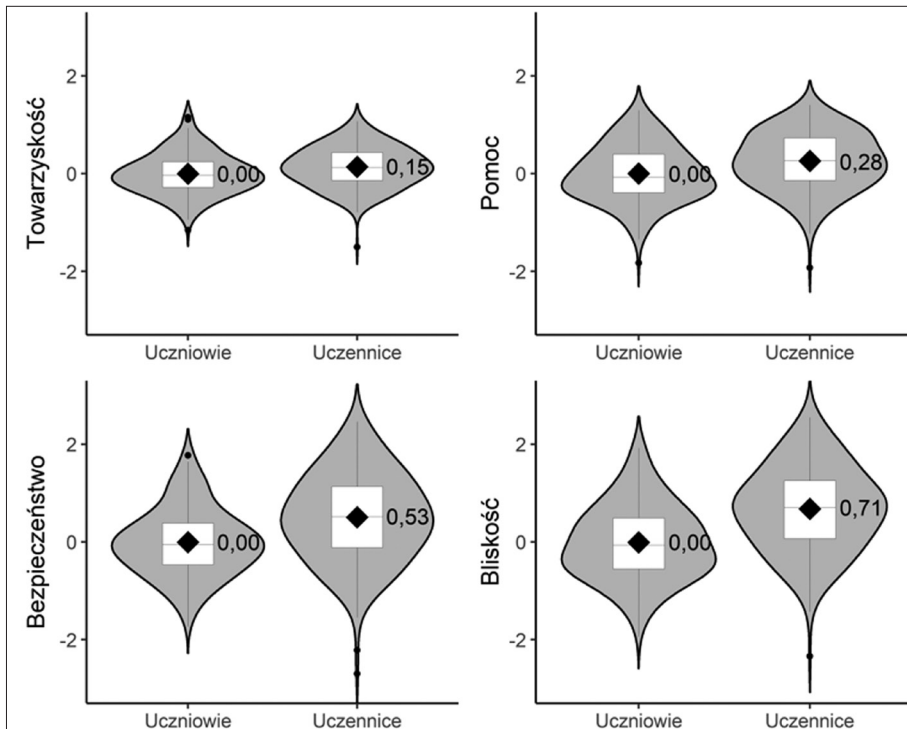 Towarzyskość
2
0
-2
0,00
0,15
Uczniowie
Uczennice
Pomoc
2
0
-2
0,00
0,28
Uczniowie
Uczennice
Bezpieczeństwo
2
0
-2
0,00
0,53
Uczniowie
Uczennice
Bliskość
2
0
-2
0,00
0,71
Uczniowie
Uczennice